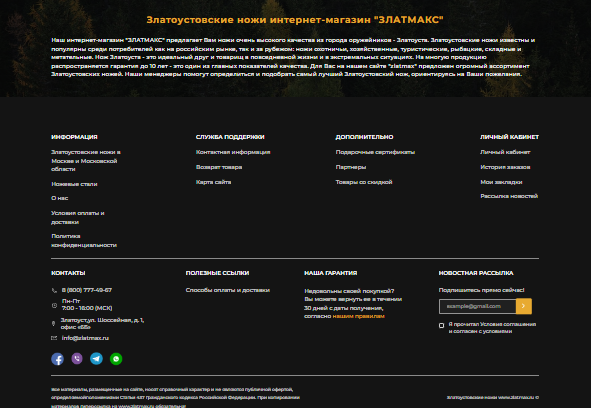 Златоустовские ножи интернет-магазин "ЗЛАТМАКС"
Наш интернет-магазин "ЗЛАТМАКС" предлагает Вам ножи очень высокого качества из города оружейников - Златоуста. Златоустовские ножи известны и
популярны среди потребителей как на российским рынке, так и за рубежом: ножи охотничьи, хозяйственные, туристические, рыбацкие, складные и
метательные. Нож Златоуста - это идеальный друг и товарищ в повседневной жизни и в экстремальных ситуациях. На многую продукцию
распространяется гарантия до 10 лет - это один из главных показателей качества. Для Вас на нашем сайте "zlatmax" предложен огромный ассортимент
Златоустовских ножей. Наши менеджеры помогут определиться и подобрать самый лучший Златоустовский нож, ориентируясь на Ваши пожелания.
ИНФОРМАЦИЯ
Златоустовские ножи в
Москве и Московской
области
Ножевые стали
О нас
Условия оплаты и
доставки
Политика
конфиденциальности
СЛУЖБА ПОДДЕРЖКИ
Контактная информация
Возврат товара
Карта сайта
ДОПОЛНИТЕЛЬНО
Подарочные сертификаты
Партнеры
Товары со скидкой
ЛИЧНЫЙ КАБИНЕТ
Личный кабинет
История заказов
Мои закладки
Рассылка новостей
КОНТАКТЫ
8 (800) 777-49-67
Пн-Пт
7:00 - 16:00 (МСК)
Златоуст,ул. Шоссейная, д. 1,
офис «6Б»
info@zlatmax.ru
ПОЛЕЗНЫЕ ССЫЛКИ
Способы оплаты и доставки
НАША ГАРАНТИЯ
Недовольны своей покупкой?
Вы можете вернуть ее в течении
30 дней с даты получения,
согласно нашим правилам
НОВОСТНАЯ РАССЫЛКА
Подпишитесь прямо сейчас!
example@gmail.com
Я прочитал Условия соглашения
и согласен с условиями
Все материалы, размещенные на сайте, носят справочный характер и не являются публичной офертой,
определяемойположениями Статьи 437 Гражданского кодекса Российской Федерации. При копировании
материалов гиперссылка на www.zlatmax.ru обязательна!
Златоустовские ножи www.zlatmax.ru ©